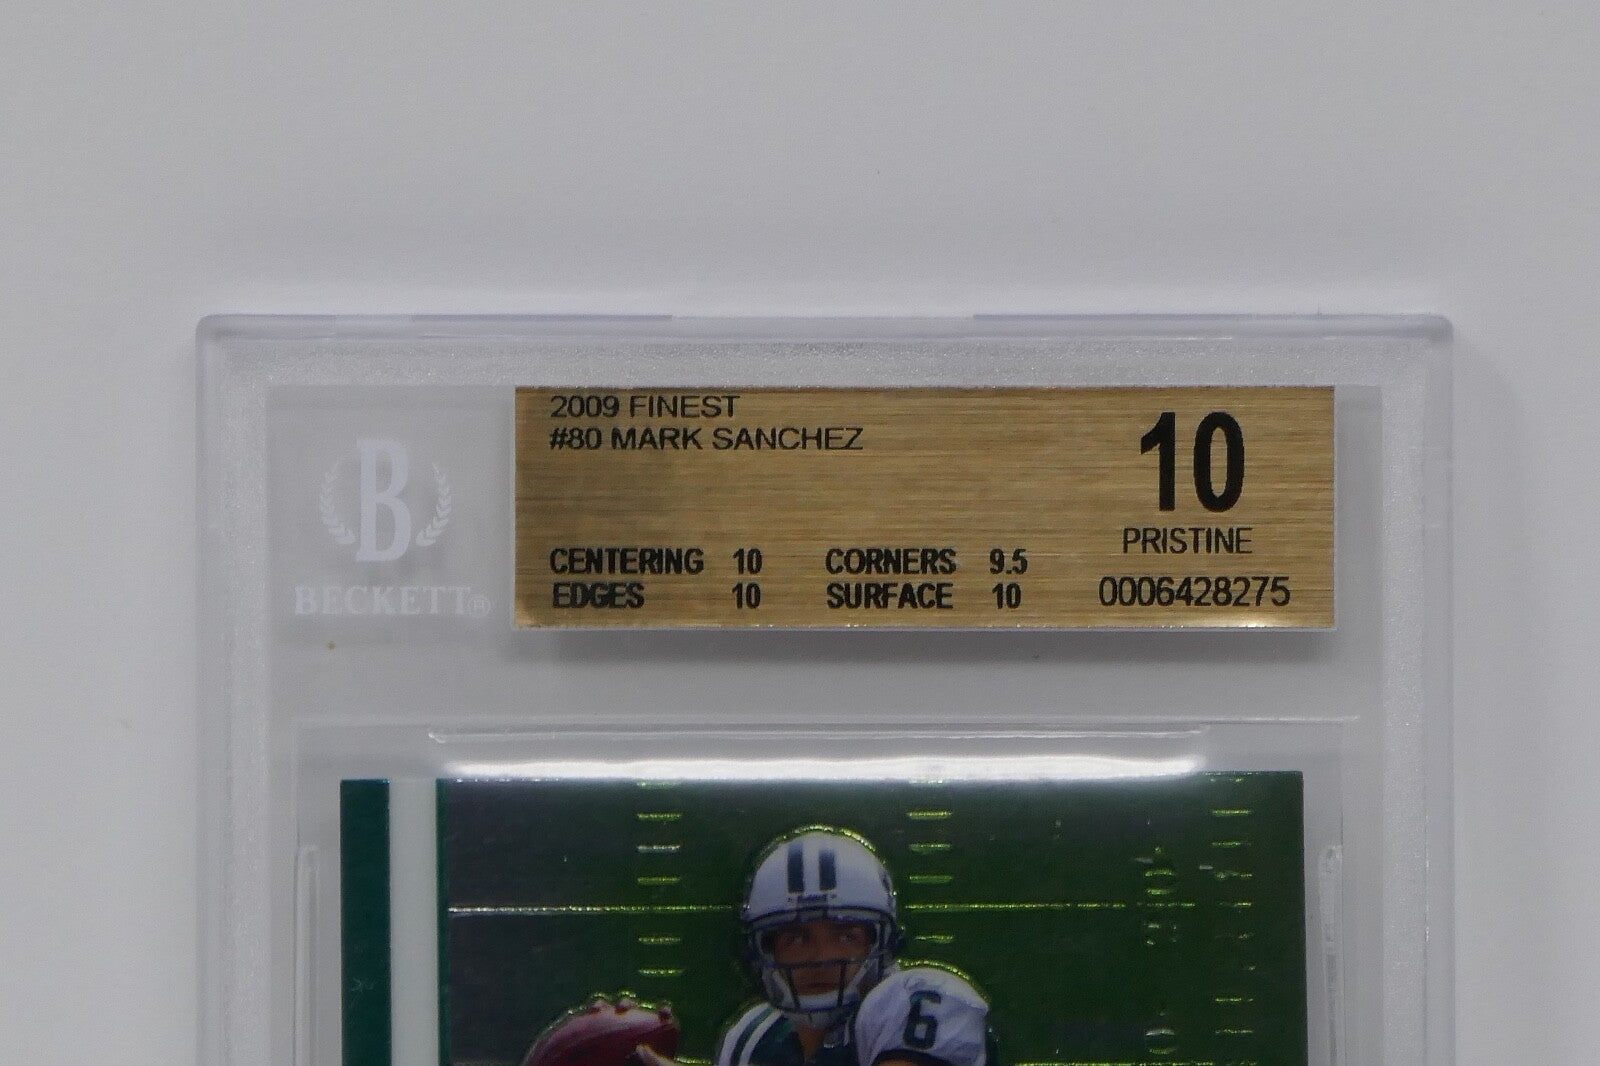 2009 FINEST
#80 MARK SANCHEZ
10
PRISTINE
CENTERING 10 CORNERS 9.5
EDGES 10 SURFACE 10
0006428275
B
BECKETT®
6